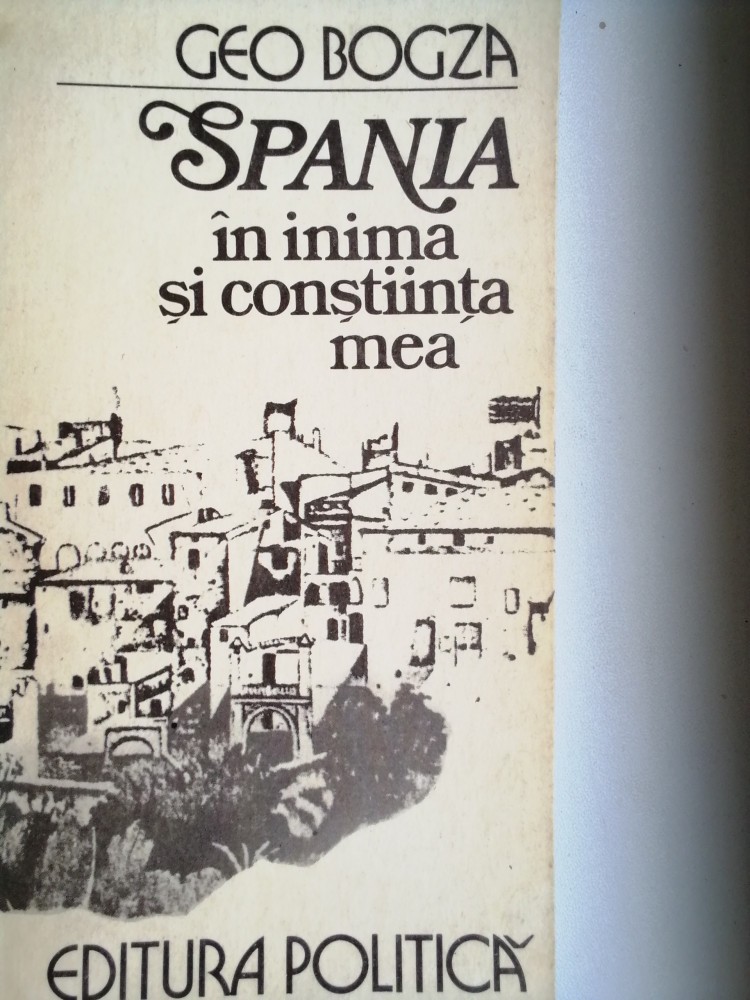 GEO BOGZA
SPANIA
în inima
și conștiința
mea
EDITURA POLITICĂ